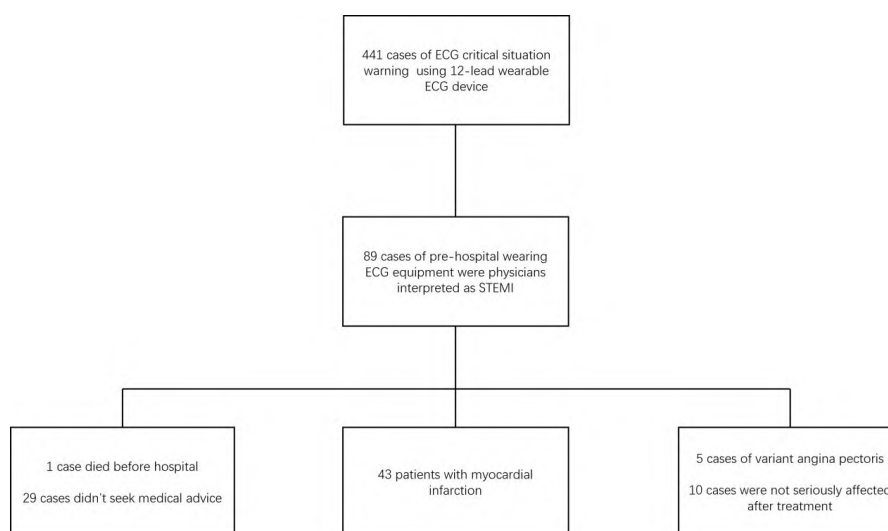 441 cases of ECG critical situation
warning using 12-lead wearable
ECG device
89 cases of pre-hospital wearing
ECG equipment were physicians
interpreted as STEMI
1 case died before hospital
29 cases didn't seek medical advice
43 patients with myocardial
infarction
5 cases of variant angina pectoris
10 cases were not seriously affected
after treatment